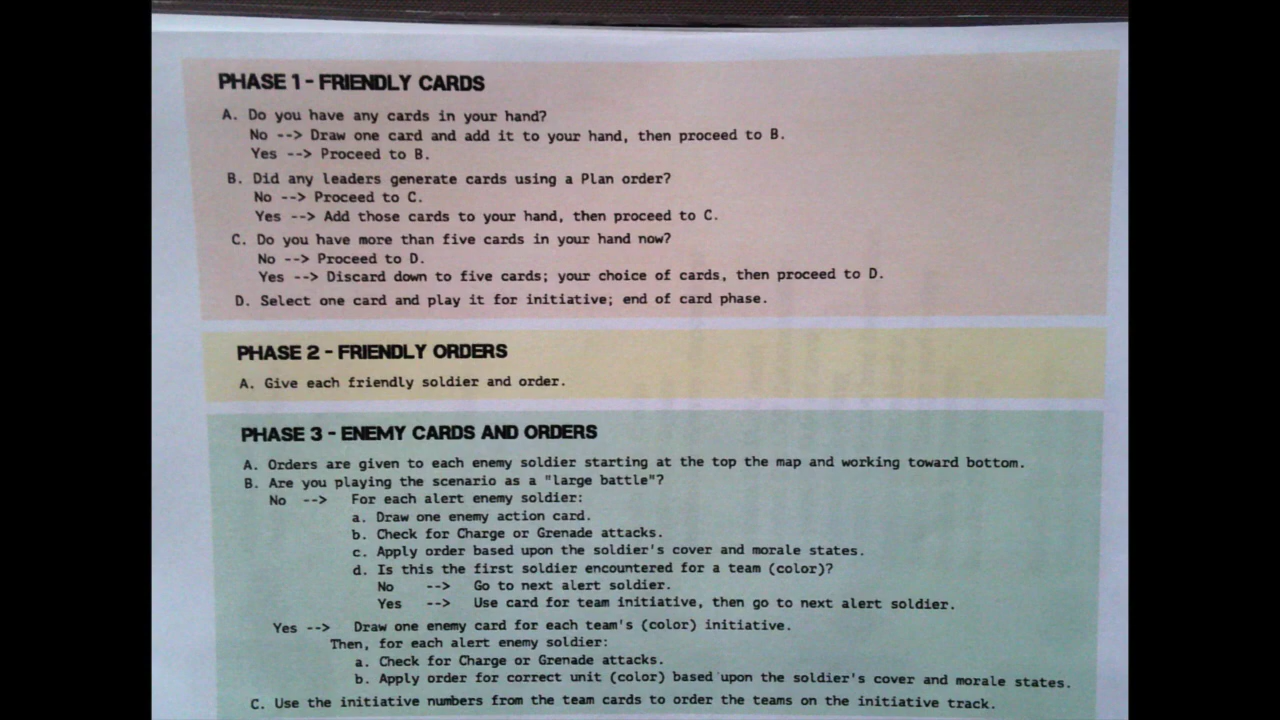 PHASE 1 - FRIENDLY CARDS
A. Do you have any cards in your hand?
No --> Draw one card and add it to your hand, then proceed to B.
Yes --> Proceed to B.
B. Did any leaders generate cards using a Plan order?
No --> Proceed to C.
Yes --> Add those cards to your hand, then proceed to C.
C. Do you have more than five cards in your hand now?
No --> Proceed to D.
Yes --> Discard down to five cards; your choice of cards, then proceed to D.
D. Select one card and play it for initiative; end of card phase.
PHASE 2 - FRIENDLY ORDERS
A. Give each friendly soldier and order.
PHASE 3 - ENEMY CARDS AND ORDERS
A. Orders are given to each enemy soldier starting at the top the map and working toward bottom.
B. Are you playing the scenario as a "large battle"?
No --> For each alert enemy soldier:
a. Draw one enemy action card.
b. Check for Charge or Grenade attacks.
c. Apply order based upon the soldier's cover and morale states.
d. Is this the first soldier encountered for a team (color)?
No --> Go to next alert soldier.
Yes --> Use card for team initiative, then go to next alert soldier.
Yes --> Draw one enemy card for each team's (color) initiative.
Then, for each alert enemy soldier:
a. Check for Charge or Grenade attacks.
b. Apply order for correct unit (color) based upon the soldier's cover and morale states.
C. Use the initiative numbers from the team cards to order the teams on the initiative track.